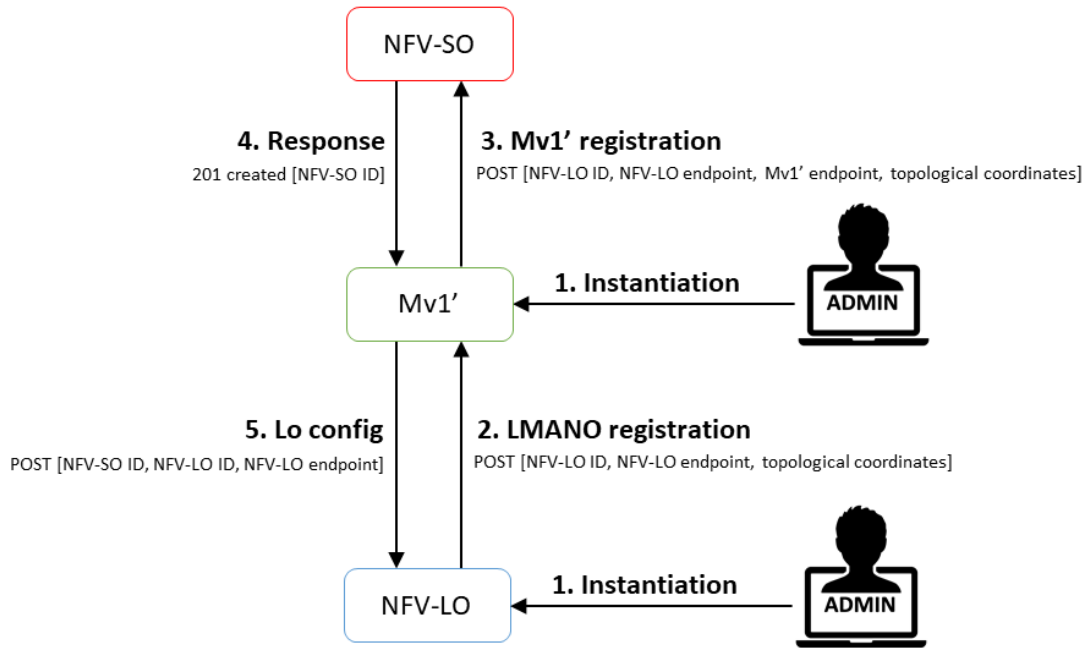 NFV-SO
4. Response
201 created [NFV-SO ID]
3. Mv1’ registration
POST [NFV-LO ID, NFV-LO endpoint, Mv1’ endpoint, topological coordinates]
Mv1’
1. Instantiation
ADMIN
5. Lo config
POST [NFV-SO ID, NFV-LO ID, NFV-LO endpoint]
2. LMANO registration
POST [NFV-LO ID, NFV-LO endpoint, topological coordinates]
NFV-LO
1. Instantiation
ADMIN